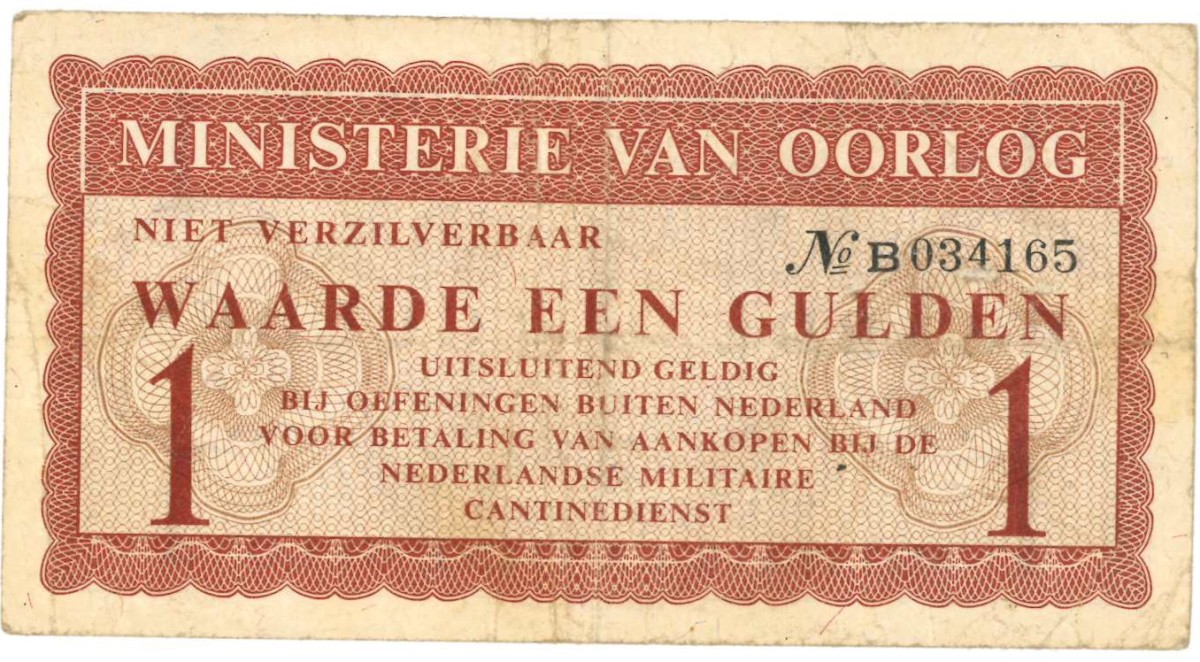 MINISTERIE VAN OORLOG
NIET VERZILVERBAAR
№ B034165
WAARDE EEN GULDEN
1
1
UITSLUITEND GELDIG
BIJ OEFENINGEN BUITEN NEDERLAND
VOOR BETALING VAN AANKOPEN BIJ DE
NEDERLANDSE MILITAIRE
CANTINEDIENST